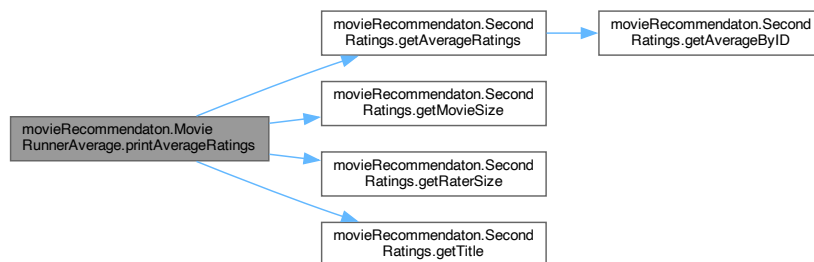 movieRecommendaton.Movie
RunnerAverage.printAverageRatings
movieRecommendaton.Second
Ratings.getAverageRatings
movieRecommendaton.Second
Ratings.getAverageByID
movieRecommendaton.Second
Ratings.getMovieSize
movieRecommendaton.Second
Ratings.getRaterSize
movieRecommendaton.Second
Ratings.getTitle